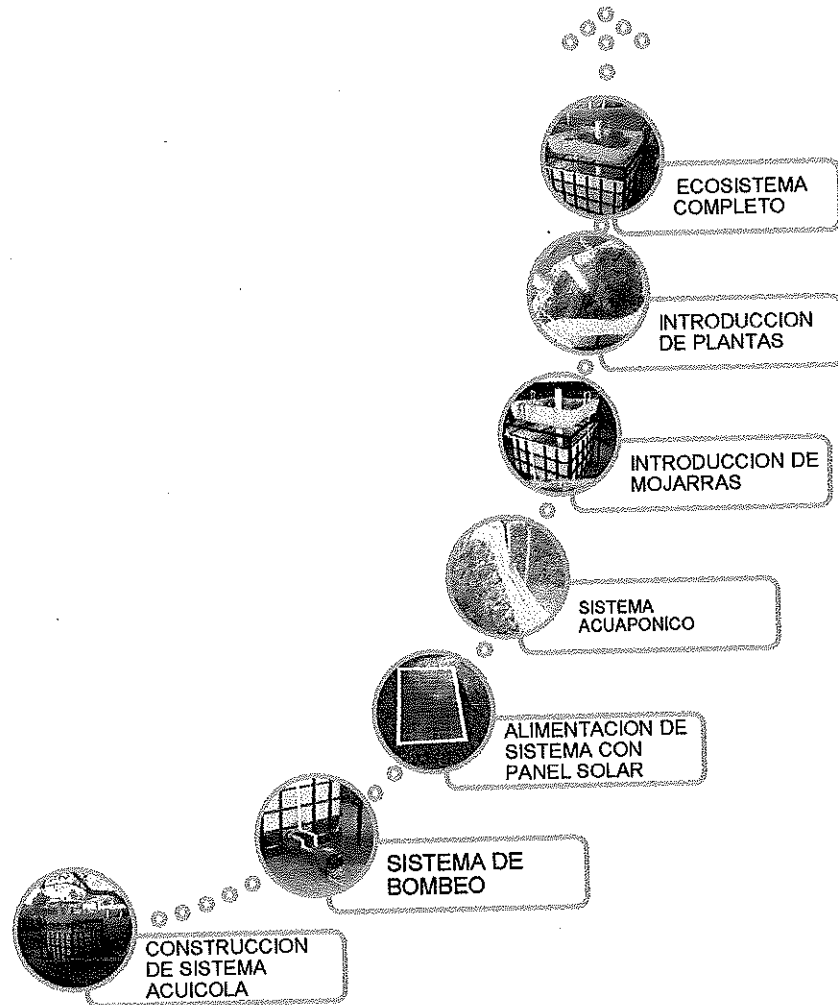 ECOSISTEMA
COMPLETO
INTRODUCCION
DE PLANTAS
INTRODUCCION DE
MOJARRAS
SISTEMA
ACUAPONICO
ALIMENTACION DE
SISTEMA CON
PANEL SOLAR
SISTEMA DE
BOMBEO
CONSTRUCCION
DE SISTEMA
ACUICOLA